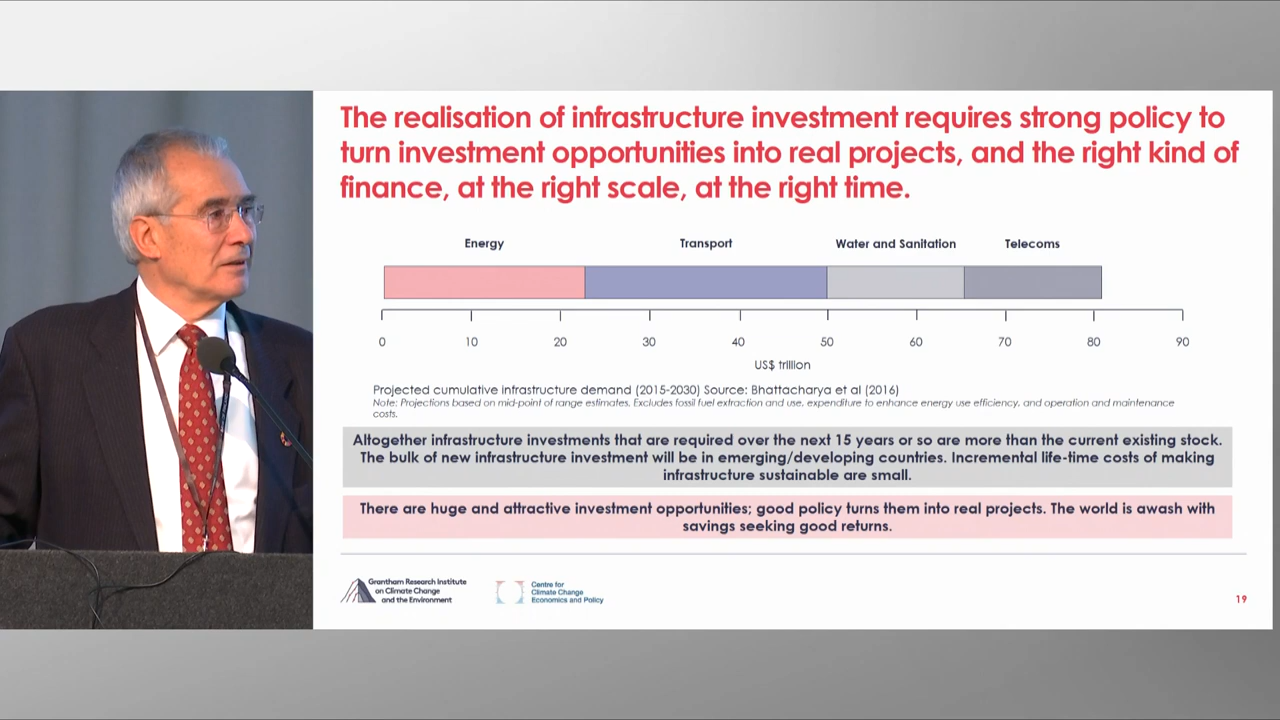 The realisation of infrastructure investment requires strong policy to
turn investment opportunities into real projects, and the right kind of
finance, at the right scale, at the right time.
Energy Transport Water and Sanitation Telecoms
0 10 20 30 40 50 60 70 80 90
US$ trillion
Projected cumulative infrastructure demand (2015-2030) Source: Bhattacharya et al (2016)
Note: Projections based on mid-point of range estimates. Excludes fossil fuel extraction and use, expenditure to enhance energy use efficiency, and operation and maintenance
costs.
Altogether infrastructure investments that are required over the next 15 years or so are more than the current existing stock.
The bulk of new infrastructure investment will be in emerging/developing countries. Incremental life-time costs of making
infrastructure sustainable are small.
There are huge and attractive investment opportunities; good policy turns them into real projects. The world is awash with
savings seeking good returns.
Grantham Research Institute
on Climate Change
and the Environment
Centre for
Climate Change
Economics and Policy
19